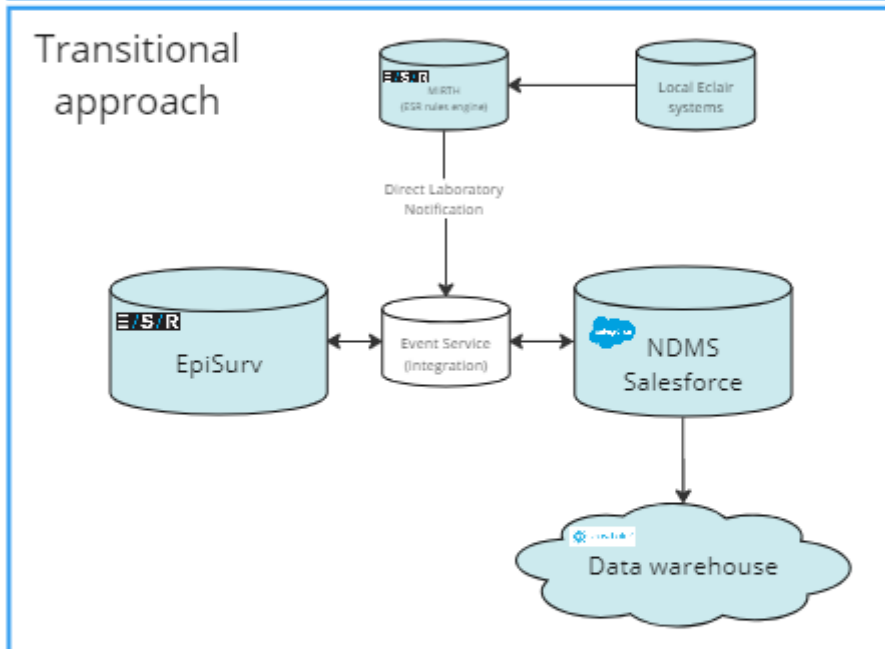 Transitional
approach
E/S/R
MIRTH
(ESR rules engine)
Local Eclair
systems
Direct Laboratory
Notification
E/S/R
EpiSurv
Event Service
(Integration)
NDMS
Salesforce
Data warehouse